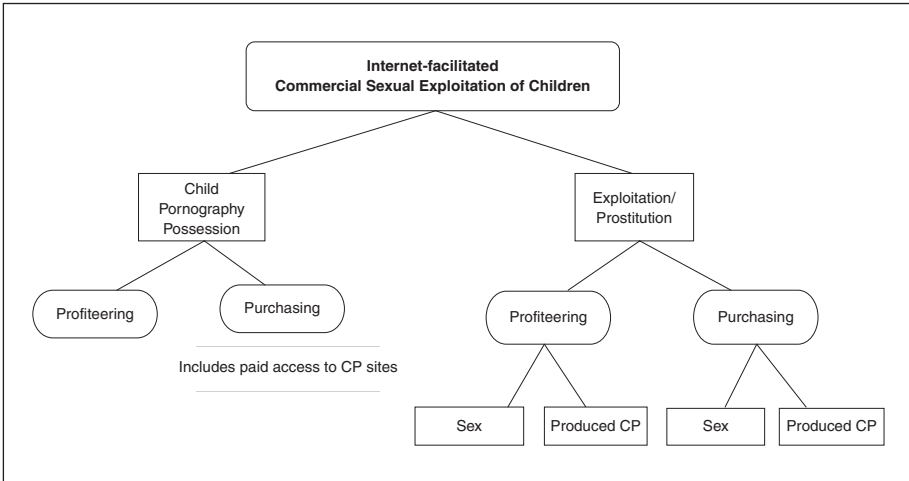 Internet-facilitated
Commercial Sexual Exploitation of Children
Child
Pornography
Possession
Exploitation/
Prostitution
Profiteering
Purchasing
Profiteering
Purchasing
Includes paid access to CP sites
Sex
Produced CP
Sex
Produced CP